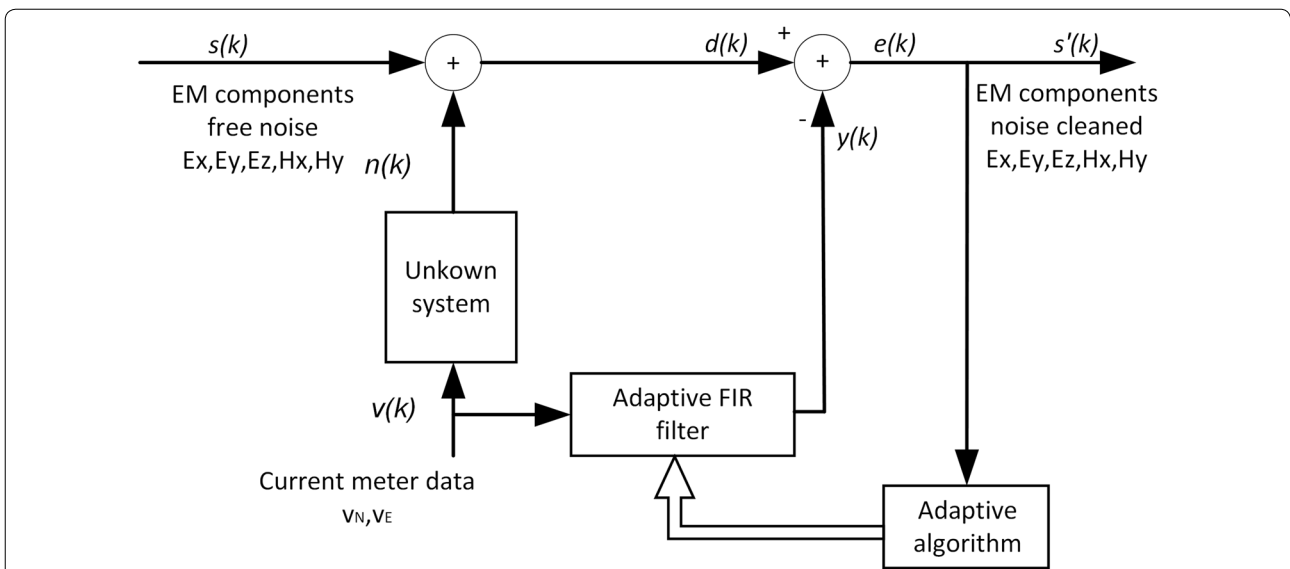 s(k)
+
d(k)
+
+
e(k)
s'(k)
EM components
free noise
Ex,Ey,Ez,Hx,Hy
EM components
noise cleaned
Ex,Ey,Ez,Hx,Hy
-
y(k)
n(k)
Unkown
system
v(k)
Adaptive FIR
filter
Current meter data
vN,vE
Adaptive
algorithm